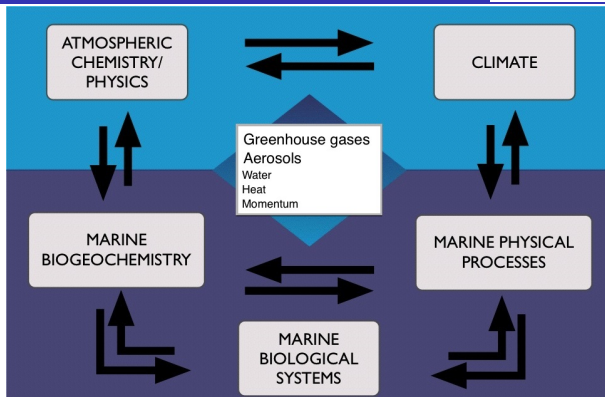 ATMOSPHERIC
CHEMISTRY/
PHYSICS
CLIMATE
Greenhouse gases
Aerosols
Water
Heat
Momentum
MARINE
BIOGEOCHEMISTRY
MARINE PHYSICAL
PROCESSES
MARINE
BIOLOGICAL
SYSTEMS